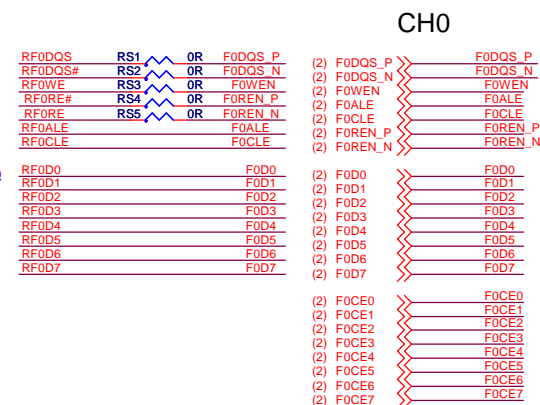 CH0
RF0DQS RS1 0R F0DQS_P
RF0DQS# RS2 0R F0DQS_N
RF0WE RS3 0R F0WEN
RF0RE# RS4 0R F0REN_P
RF0RE RS5 0R F0REN_N
RF0ALE F0ALE
RF0CLE F0CLE
RF0D0 F0D0
RF0D1 F0D1
RF0D2 F0D2
RF0D3 F0D3
RF0D4 F0D4
RF0D5 F0D5
RF0D6 F0D6
RF0D7 F0D7
(2) F0DQS_P F0DQS_P
(2) F0DQS_N F0DQS_N
(2) F0WEN F0WEN
(2) F0ALE F0ALE
(2) F0CLE F0CLE
(2) F0REN_P F0REN_P
(2) F0REN_N F0REN_N
(2) F0D0 F0D0
(2) F0D1 F0D1
(2) F0D2 F0D2
(2) F0D3 F0D3
(2) F0D4 F0D4
(2) F0D5 F0D5
(2) F0D6 F0D6
(2) F0D7 F0D7
(2) F0CE0 F0CE0
(2) F0CE1 F0CE1
(2) F0CE2 F0CE2
(2) F0CE3 F0CE3
(2) F0CE4 F0CE4
(2) F0CE5 F0CE5
(2) F0CE6 F0CE6
(2) F0CE7 F0CE7